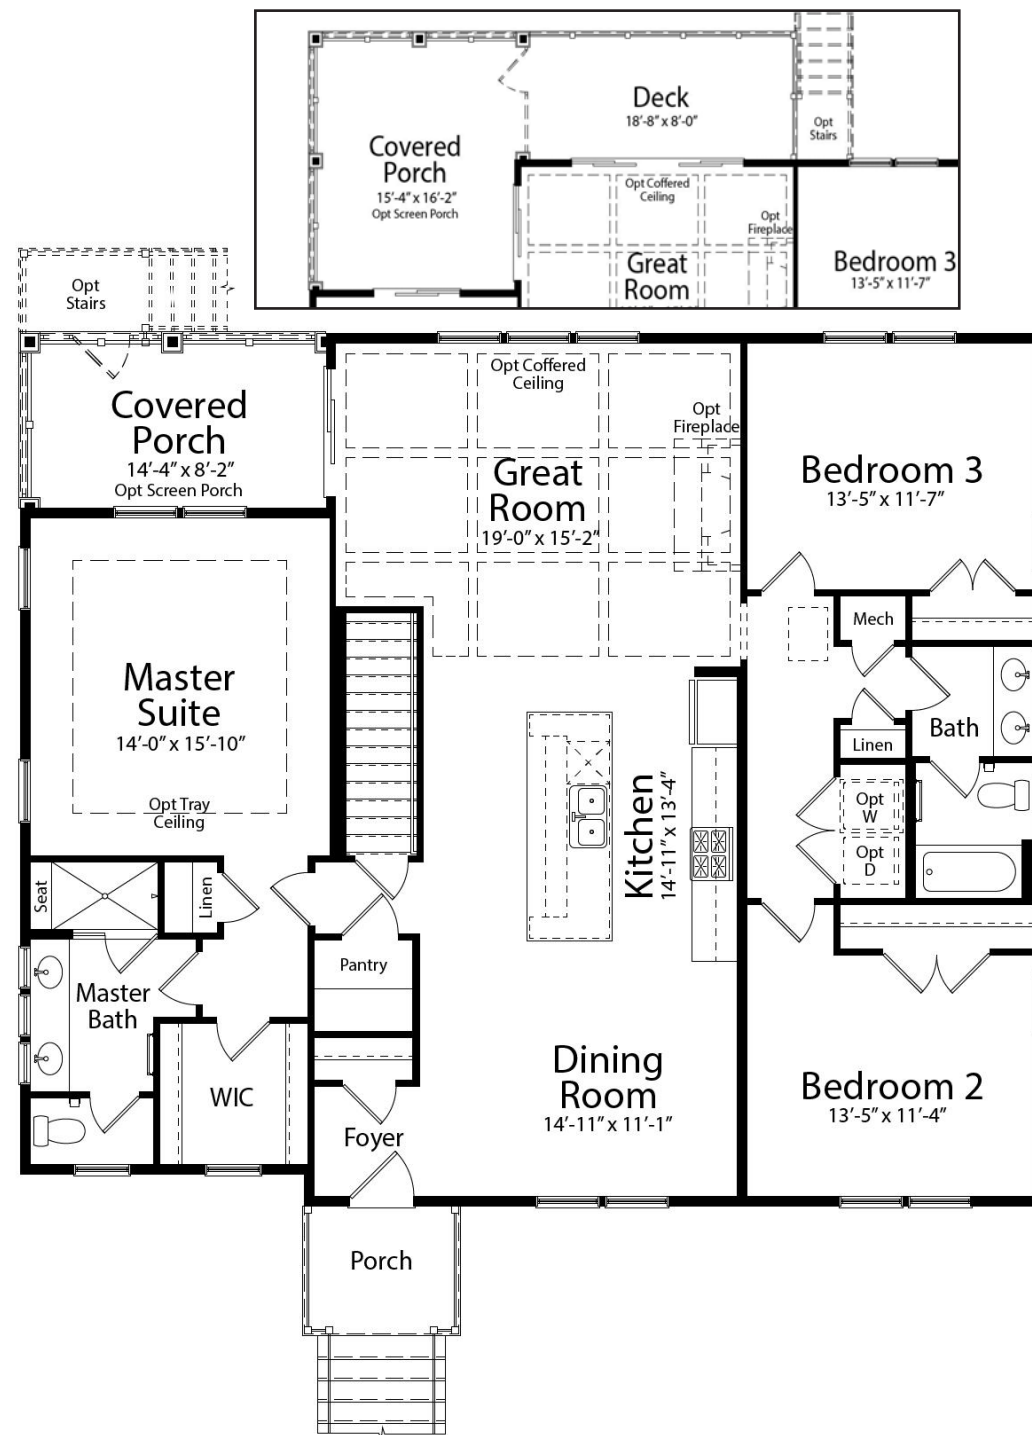 Deck
18'-8" x 8'-0"
Opt
Stairs
Covered
Porch
15'-4" x 16'-2"
Opt Screen Porch
Opt Coffered
Ceiling
Opt
Fireplace
Great
Room
Bedroom 3
13'-5" x 11'-7"
Opt
Stairs
Covered
Porch
14'-4" x 8'-2"
Opt Screen Porch
Opt Coffered
Ceiling
Opt
Fireplace
Great
Room
19'-0" x 15'-2"
Bedroom 3
13'-5" x 11'-7"
Mech
Master
Suite
14'-0" x 15'-10"
Opt Tray
Ceiling
Kitchen
14'-11" x 13'-4"
Bath
Linen
Opt
W
Opt
D
Seat
Linen
Pantry
Master
Bath
WIC
Foyer
Dining
Room
14'-11" x 11'-1"
Bedroom 2
13'-5" x 11'-4"
Porch